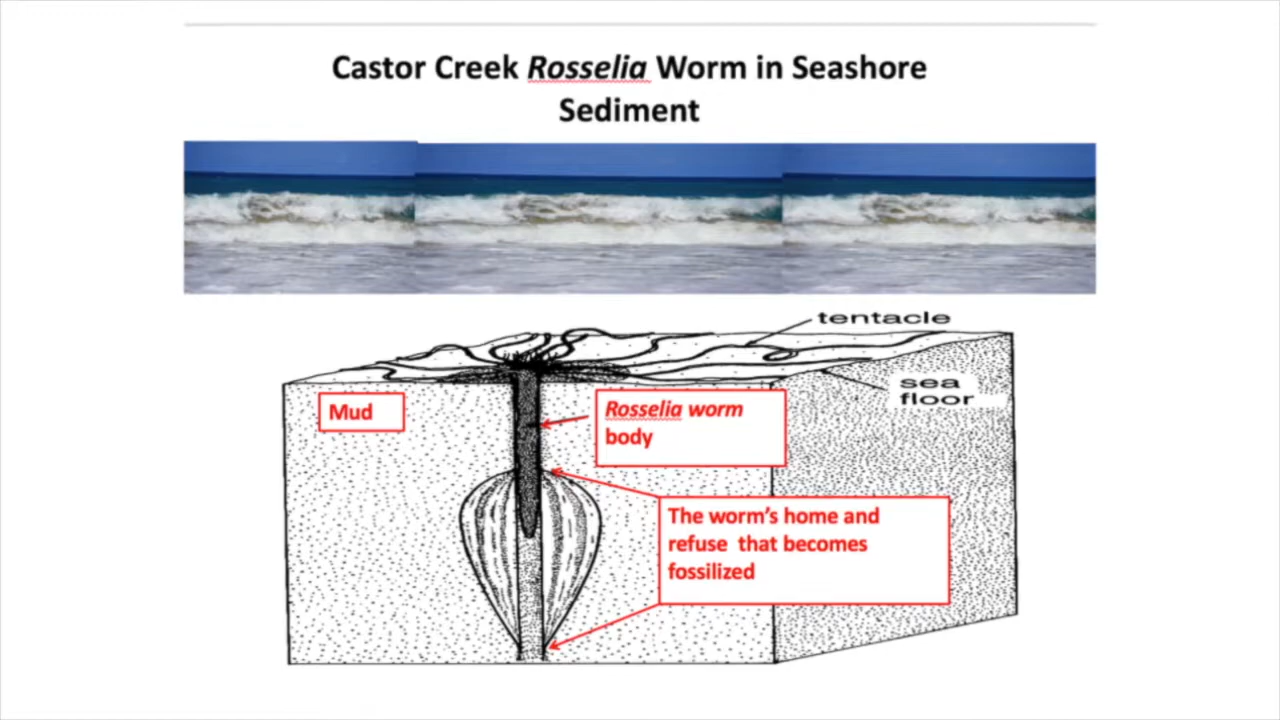 Castor Creek Rosselia Worm in Seashore
Sediment
tentacle
sea
floor
Mud
Rosselia worm
body
The worm's home and
refuse that becomes
fossilized